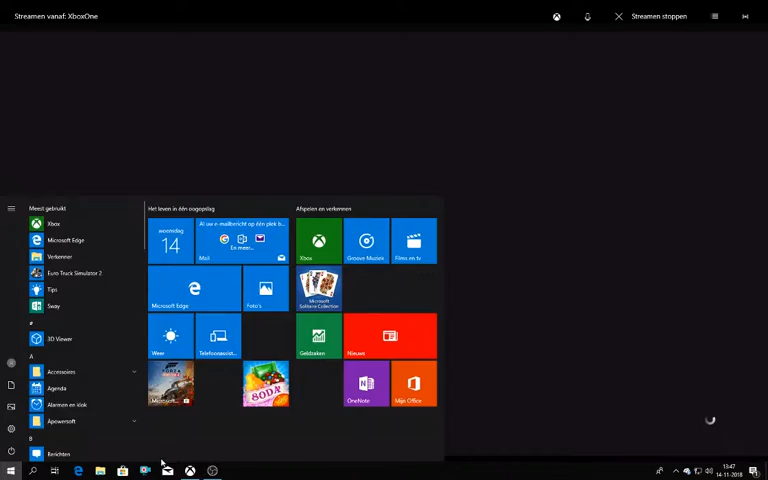 Streamen vanaf: XboxOne
Streamen stoppen
Meest gebruikt
Xbox
Microsoft Edge
Verkenner
Euro Truck Simulator 2
Tips
Sway
#
3D Viewer
A
Accessoires
Agenda
Alarmen en klok
Apowersoft
B
Berichten
Het leven in één oogopslag
woensdag
14
Al uw e-mailbericht op één plek b...
En meer...
Mail
Microsoft Edge
Foto's
Weer
Telefoonassist...
Microsoft...
SODA
Afspelen en verkennen
Xbox
Groove Muziek
Films en tv
Microsoft
Solitaire Collection
Geldzaken
Nieuws
OneNote
Mijn Office
13:47
14-11-2018